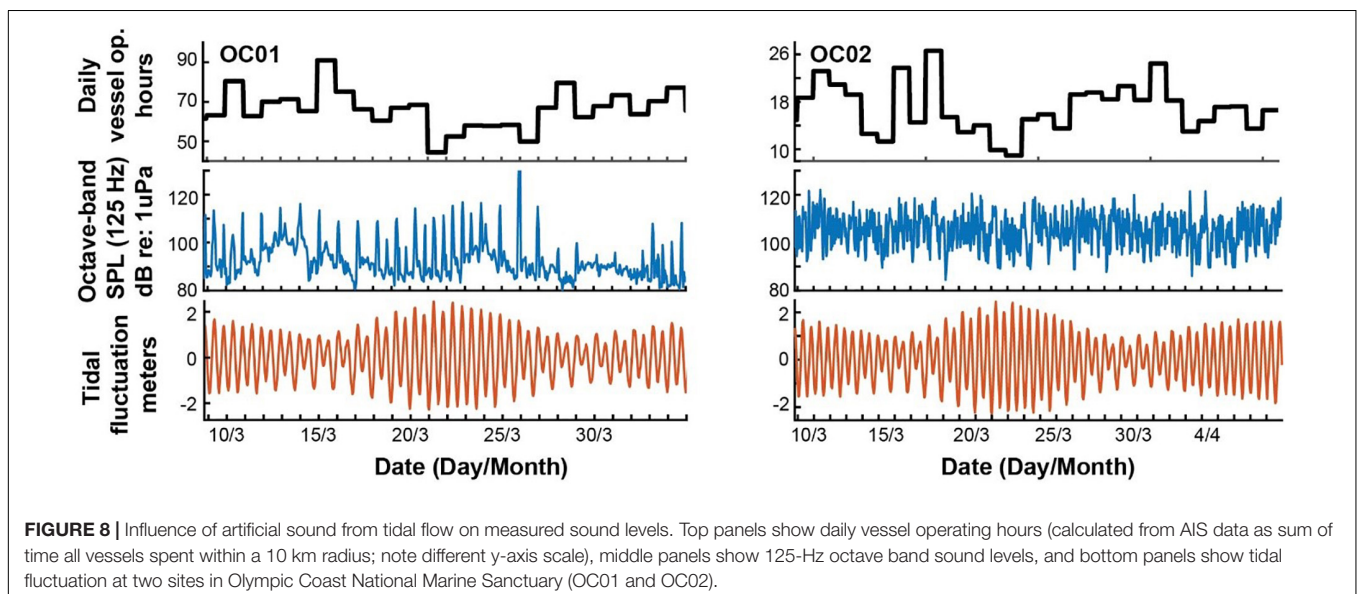 Daily
vessel op.
hours
OC01
90
70
50
OC02
26
18
10
Octave-band
SPL (125 Hz)
dB re: 1uPa
120
100
80
120
100
80
Tidal
fluctuation
meters
2
0
-2
10/3 15/3 20/3 25/3 30/3
Date (Day/Month)
2
0
-2
10/3 15/3 20/3 25/3 30/3 4/4
Date (Day/Month)
FIGURE 8 | Influence of artificial sound from tidal flow on measured sound levels. Top panels show daily vessel operating hours (calculated from AIS data as sum of
time all vessels spent within a 10 km radius; note different y-axis scale), middle panels show 125-Hz octave band sound levels, and bottom panels show tidal
fluctuation at two sites in Olympic Coast National Marine Sanctuary (OC01 and OC02).